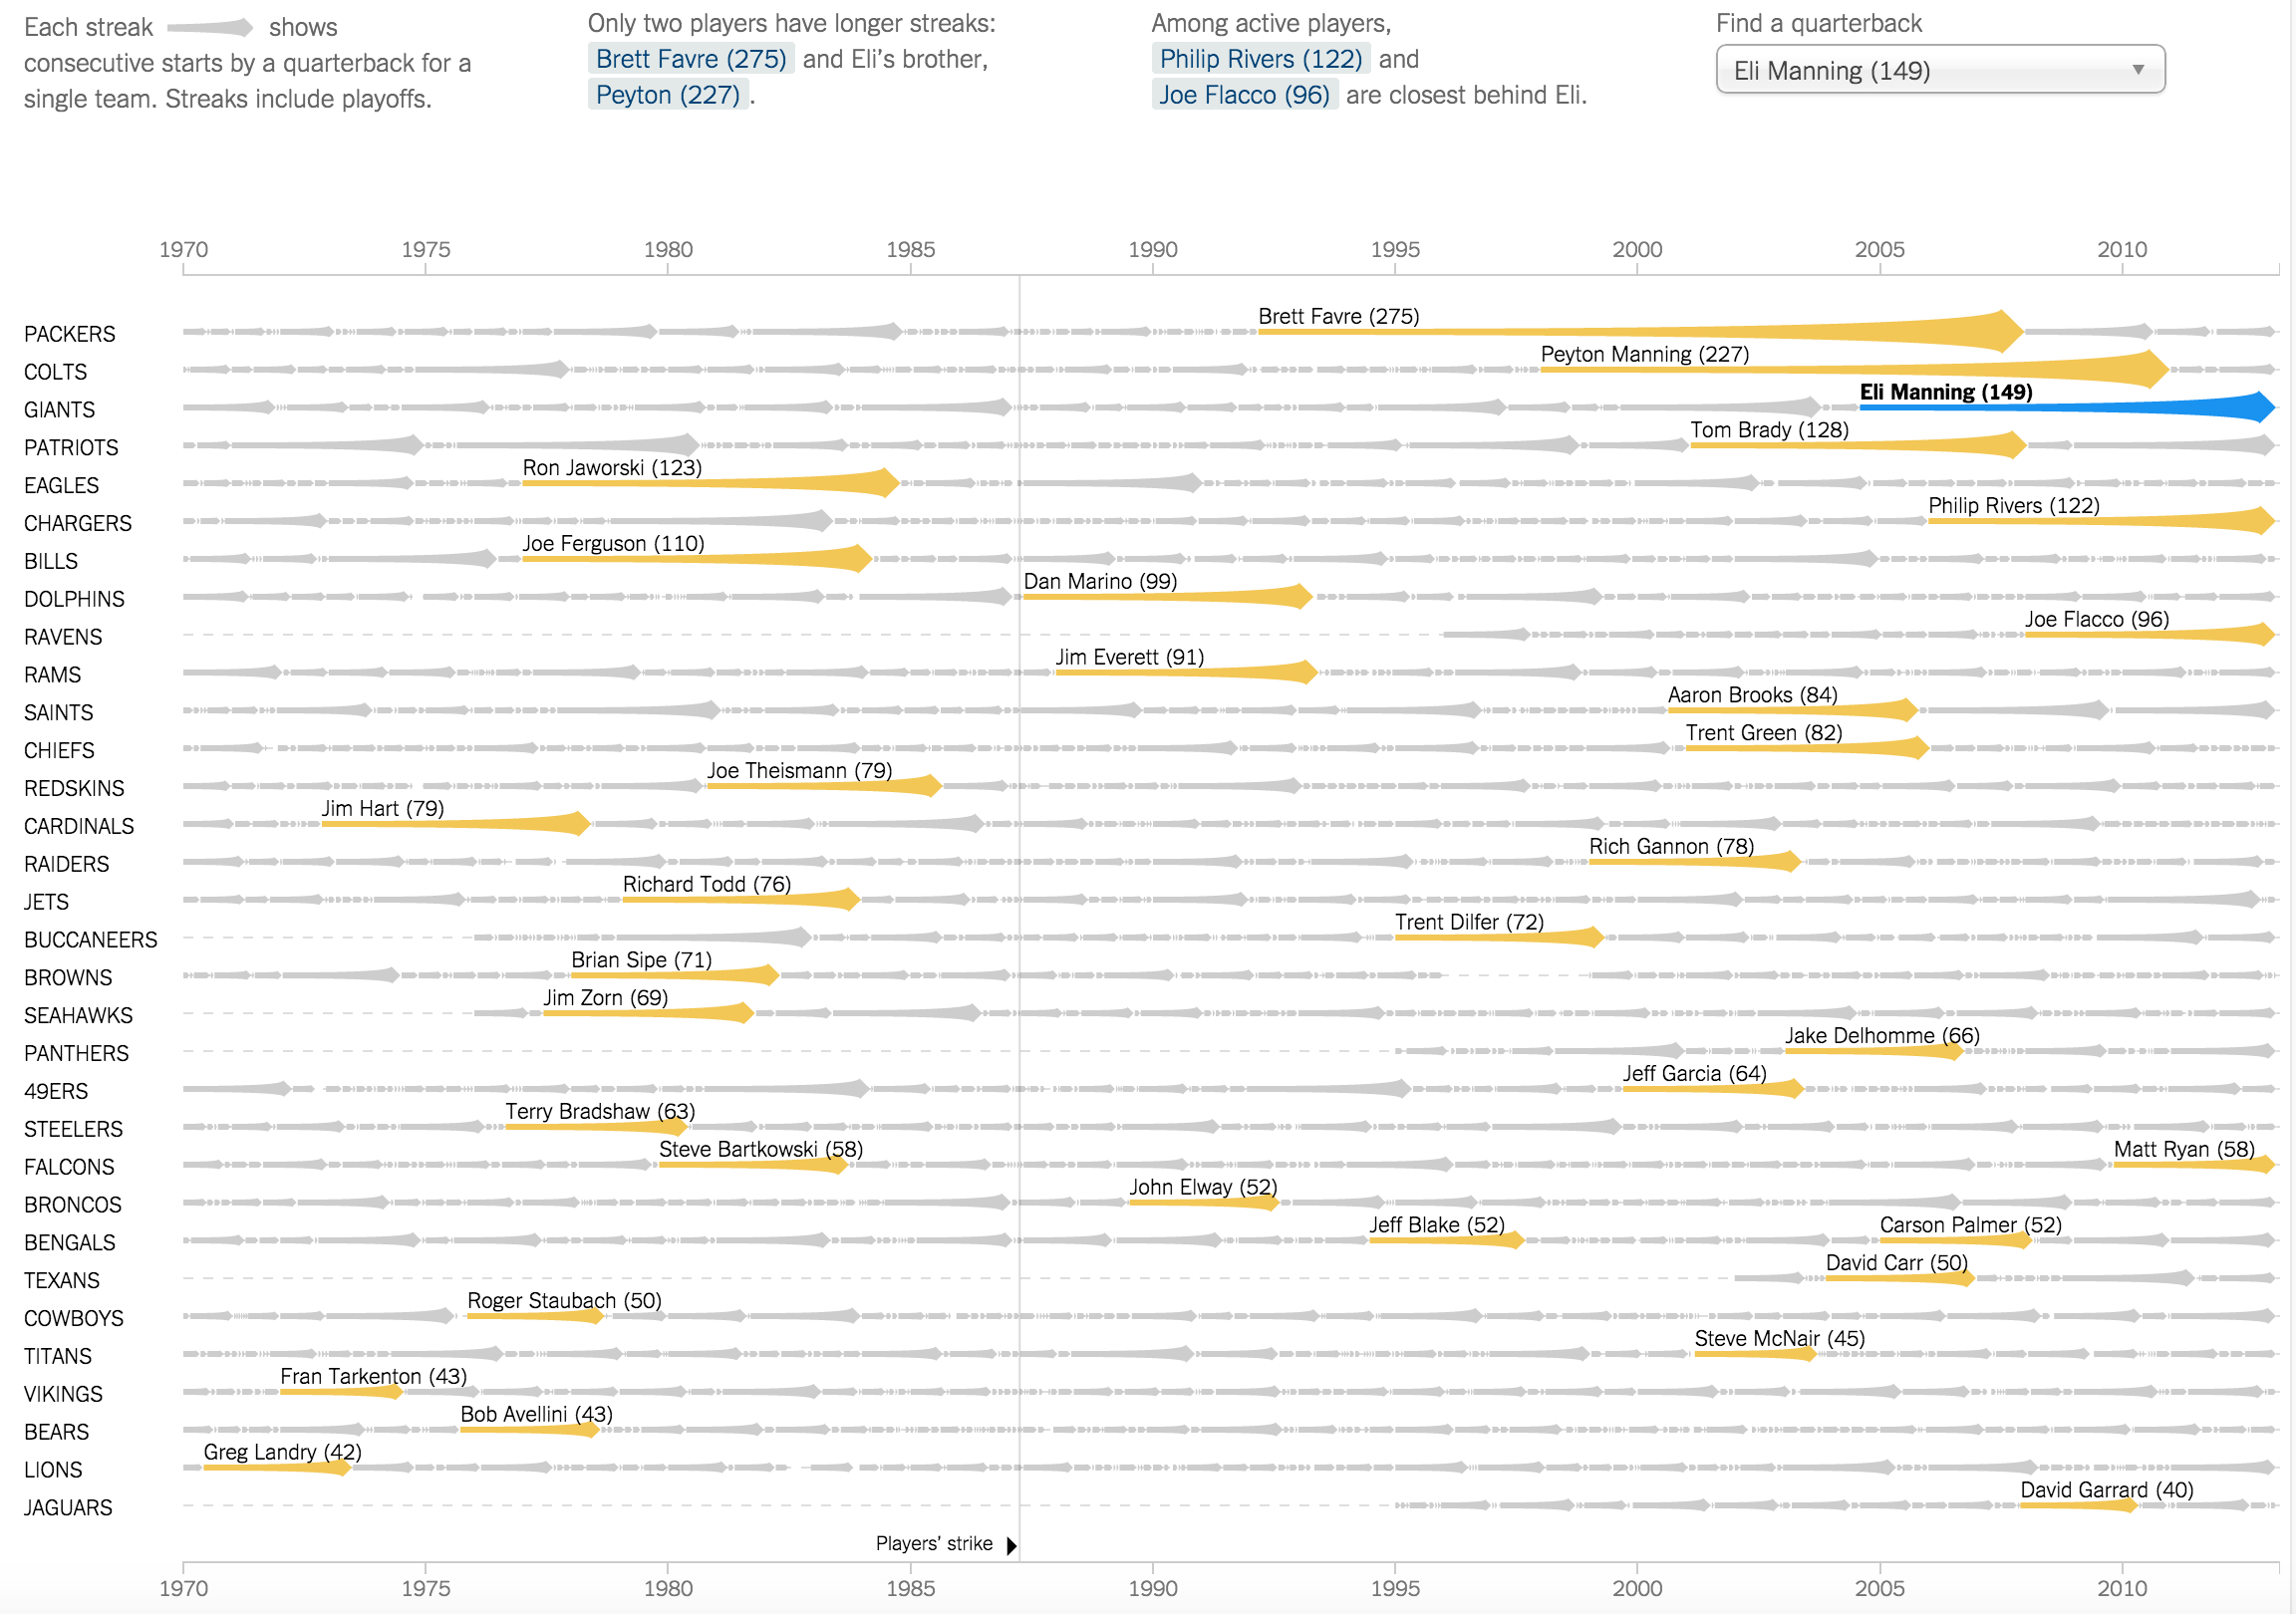 Each streak shows
consecutive starts by a quarterback for a
single team. Streaks include playoffs.
Only two players have longer streaks:
Brett Favre (275) and Eli’s brother,
Peyton (227) .
Among active players,
Philip Rivers (122) and
Joe Flacco (96) are closest behind Eli.
Find a quarterback
Eli Manning (149)
1970 1975 1980 1985 1990 1995 2000 2005 2010
PACKERS Brett Favre (275)
COLTS Peyton Manning (227)
GIANTS Eli Manning (149)
PATRIOTS Tom Brady (128)
EAGLES Ron Jaworski (123)
CHARGERS Philip Rivers (122)
BILLS Joe Ferguson (110)
DOLPHINS Dan Marino (99)
RAVENS Joe Flacco (96)
RAMS Jim Everett (91)
SAINTS Aaron Brooks (84)
CHIEFS Trent Green (82)
REDSKINS Joe Theismann (79)
CARDINALS Jim Hart (79)
RAIDERS Rich Gannon (78)
JETS Richard Todd (76)
BUCCANEERS Trent Dilfer (72)
BROWNS Brian Sipe (71)
SEAHAWKS Jim Zorn (69)
PANTHERS Jake Delhomme (66)
49ERS Jeff Garcia (64)
STEELERS Terry Bradshaw (63)
FALCONS Steve Bartkowski (58) Matt Ryan (58)
BRONCOS John Elway (52)
BENGALS Jeff Blake (52) Carson Palmer (52)
TEXANS David Carr (50)
COWBOYS Roger Staubach (50)
TITANS Steve McNair (45)
VIKINGS Fran Tarkenton (43)
BEARS Bob Avellini (43)
LIONS Greg Landry (42)
JAGUARS David Garrard (40)
Players’ strike
1970 1975 1980 1985 1990 1995 2000 2005 2010